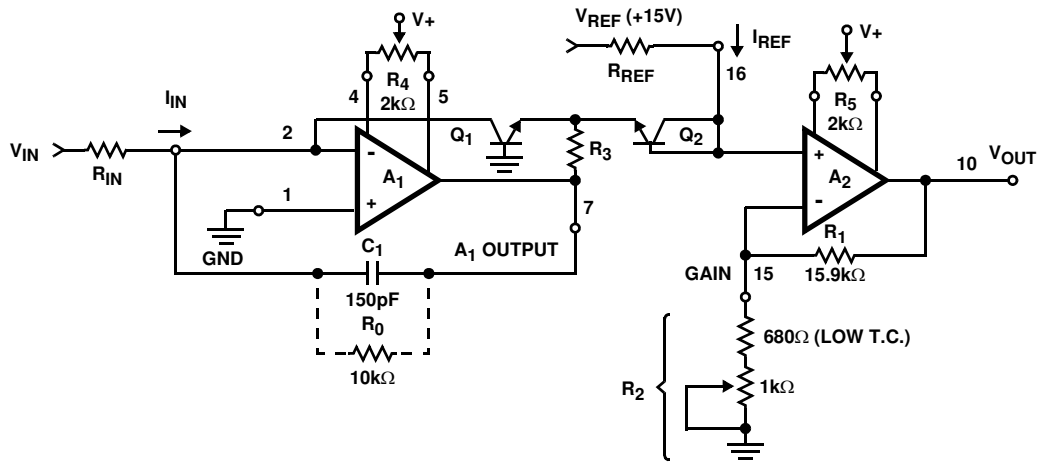 V+
R4
2kΩ
4
5
IIN
VIN
RIN
2
1
GND
-
A1
+
Q1
C1
150pF
R0
10kΩ
A1 OUTPUT
7
R3
VREF (+15V)
RREF
IREF
16
Q2
V+
R5
2kΩ
+
A2
-
10
VOUT
R1
15.9kΩ
GAIN
15
680Ω (LOW T.C.)
R2
1kΩ